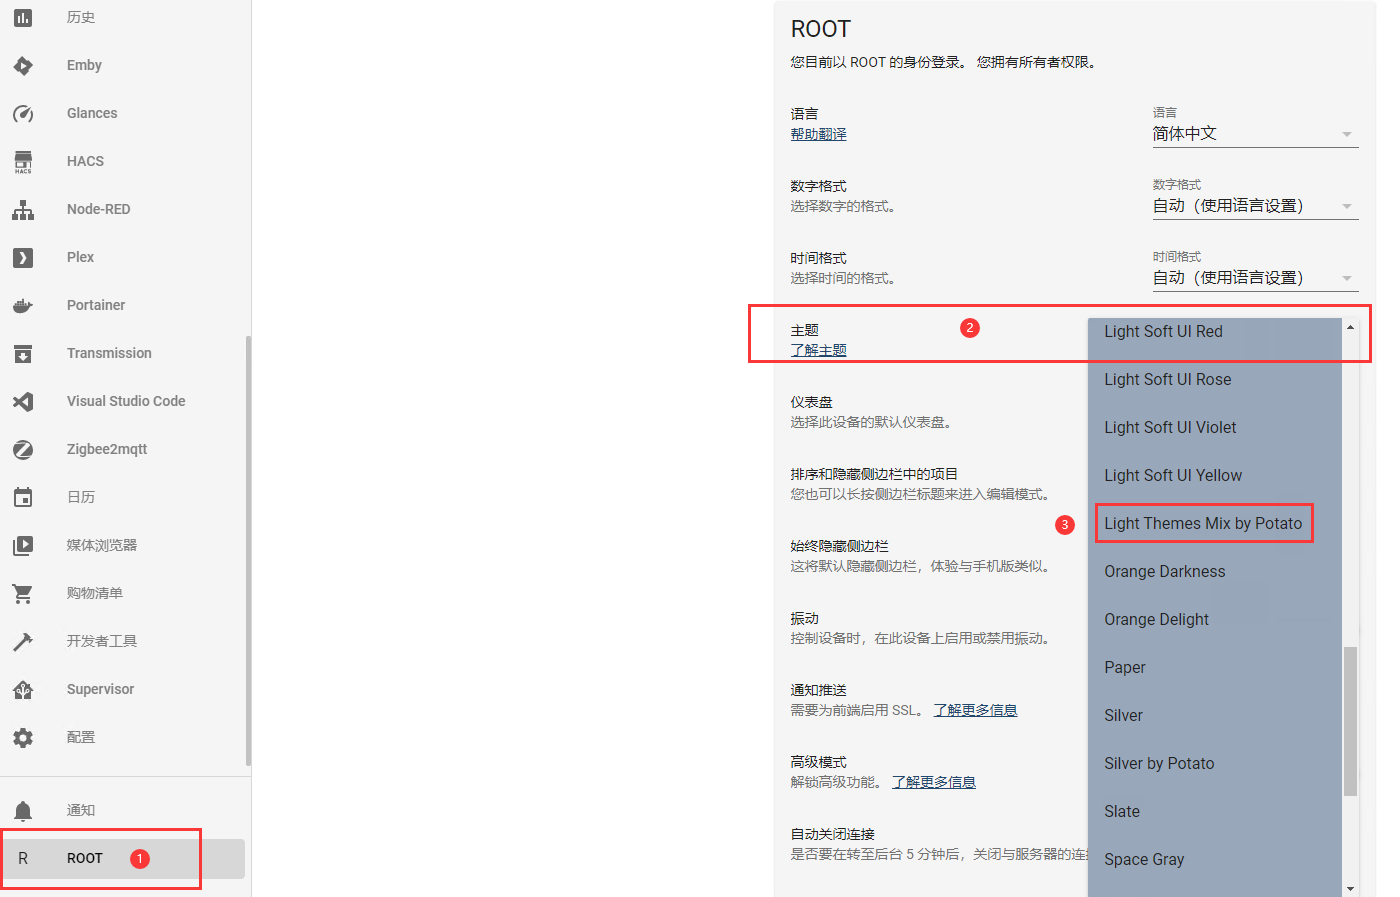 历史
Emby
Glances
HACS
HACS
Node-RED
Plex
Portainer
Transmission
Visual Studio Code
Zigbee2mqtt
日历
媒体浏览器
购物清单
开发者工具
Supervisor
配置
通知
R ROOT 1
ROOT
您目前以 ROOT 的身份登录。 您拥有所有者权限。
语言
帮助翻译
语言
简体中文
数字格式
选择数字的格式。
数字格式
自动（使用语言设置）
时间格式
选择时间的格式。
时间格式
自动（使用语言设置）
主题
了解主题
2
仪表盘
选择此设备的默认仪表盘。
排序和隐藏侧边栏中的项目
您也可以长按侧边栏标题来进入编辑模式。
始终隐藏侧边栏
这将默认隐藏侧边栏，体验与手机版类似。
振动
控制设备时，在此设备上启用或禁用振动。
通知推送
需要为前端启用 SSL。 了解更多信息
高级模式
解锁高级功能。 了解更多信息
自动关闭连接
是否要在转至后台 5 分钟后，关闭与服务器的连
Light Soft UI Red
Light Soft UI Rose
Light Soft UI Violet
Light Soft UI Yellow
3
Light Themes Mix by Potato
Orange Darkness
Orange Delight
Paper
Silver
Silver by Potato
Slate
Space Gray